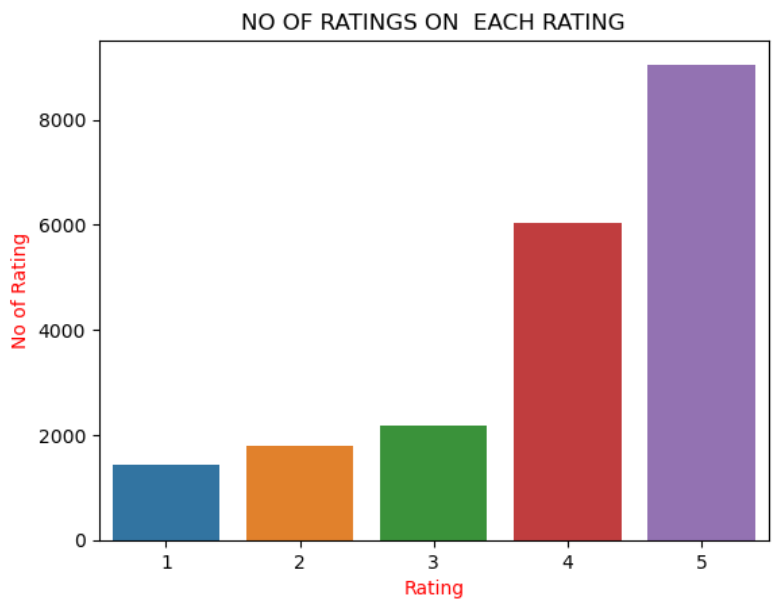 NO OF RATINGS ON  EACH RATING
No of Rating
8000
6000
4000
2000
0
1 2 3 4 5
Rating